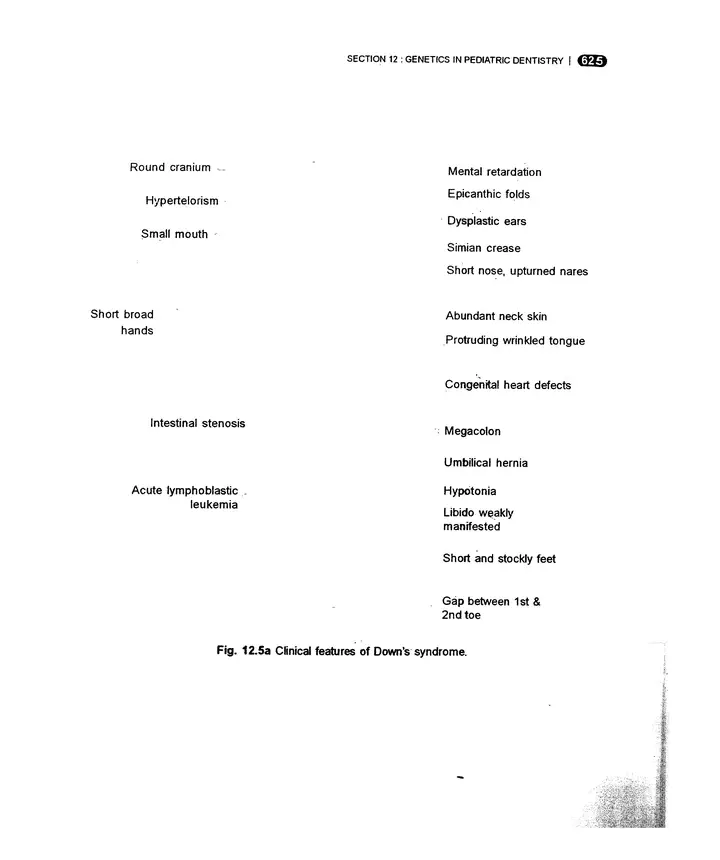 SECTION 12 : GENETICS IN PEDIATRIC DENTISTRY | 625
Round cranium
Hypertelorism
Small mouth
Short broad
hands
Intestinal stenosis
Acute lymphoblastic
leukemia
Mental retardation
Epicanthic folds
Dysplastic ears
Simian crease
Short nose, upturned nares
Abundant neck skin
Protruding wrinkled tongue
Congenital heart defects
Megacolon
Umbilical hernia
Hypotonia
Libido weakly
manifested
Short and stockly feet
Gap between 1st &
2nd toe
Fig. 12.5a Clinical features of Down's syndrome.